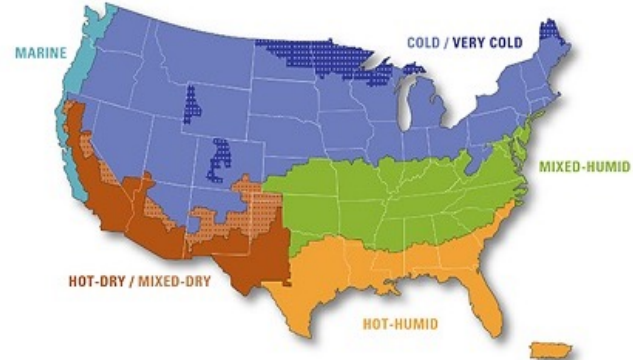 COLD / VERY COLD
MARINE
MIXED-HUMID
HOT-DRY / MIXED-DRY
HOT-HUMID